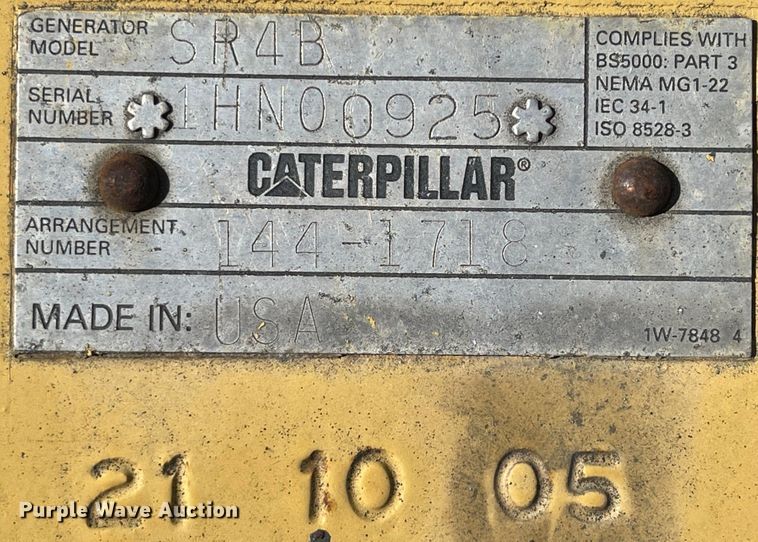 GENERATOR
MODEL
SR4B
SERIAL
NUMBER
1HN00925
COMPLIES WITH
BS5000: PART 3
NEMA MG1-22
IEC 34-1
ISO 8528-3
CATERPILLAR®
ARRANGEMENT
NUMBER
144-1718
MADE IN: USA
1W-7848 4
21 10 05
Purple Wave Auction